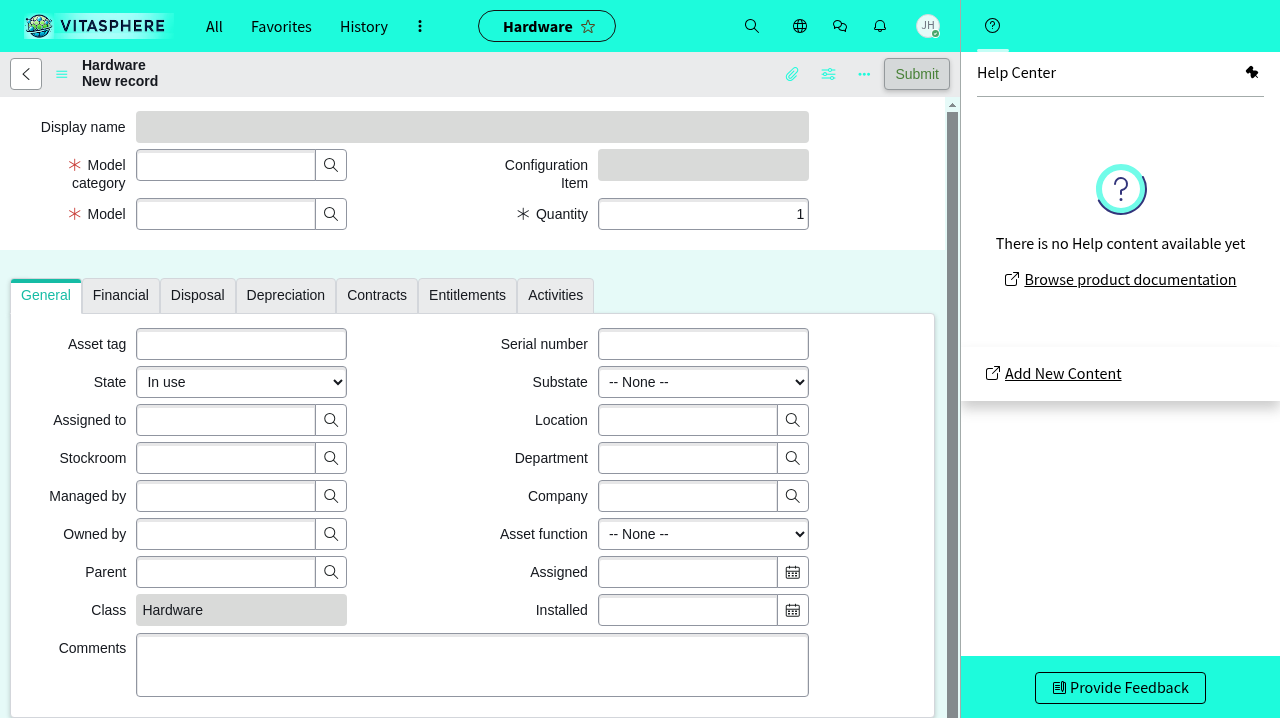 VITASPHERE
All
Favorites
History
Hardware
JH
Hardware
New record
Submit
Help Center
Display name
Model category
Configuration Item
Model
Quantity
1
There is no Help content available yet
Browse product documentation
Add New Content
General
Financial
Disposal
Depreciation
Contracts
Entitlements
Activities
Asset tag
Serial number
State
In use
Substate
-- None --
Assigned to
Location
Stockroom
Department
Managed by
Company
Owned by
Asset function
-- None --
Parent
Assigned
Class
Hardware
Installed
Comments
Provide Feedback